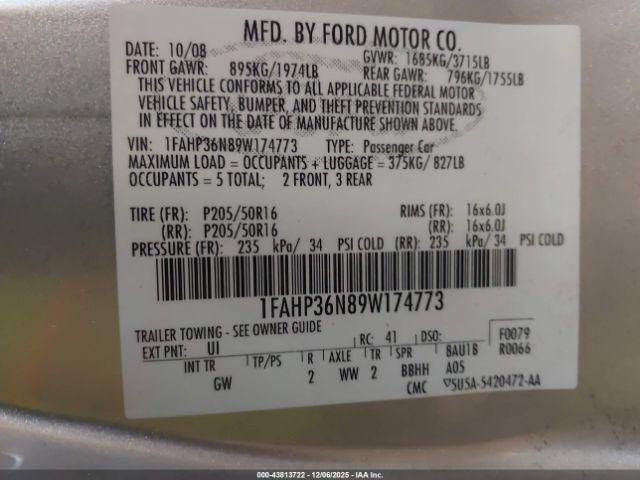 MFD. BY FORD MOTOR CO.
DATE: 10/08 GVWR: 1685KG/3715LB
FRONT GAWR: 895KG/1974LB REAR GAWR: 796KG/1755LB
THIS VEHICLE CONFORMS TO ALL APPLICABLE FEDERAL MOTOR
VEHICLE SAFETY, BUMPER, AND THEFT PREVENTION STANDARDS
IN EFFECT ON THE DATE OF MANUFACTURE SHOWN ABOVE.
VIN: 1FAHP36N89W174773 TYPE: Passenger Car
MAXIMUM LOAD = OCCUPANTS + LUGGAGE = 375KG/ 827LB
OCCUPANTS = 5 TOTAL; 2 FRONT, 3 REAR
TIRE (FR): P205/50R16 RIMS (FR): 16x6.0J
(RR): P205/50R16 (RR): 16x6.0J
PRESSURE (FR): 235 kPa/ 34 PSI COLD (RR): 235 kPa/ 34 PSI COLD
1FAHP36N89W174773
TRAILER TOWING - SEE OWNER GUIDE
EXT PNT: UI RC: 41 DSO: F0079
INT TR TP/PS R AXLE TR SPR 8AU1B R0066
GW 2 WW 2 BBHH A05
CMC 5U5A-5420472-AA
000-43813722 - 12/06/2025 - IAA, Inc.